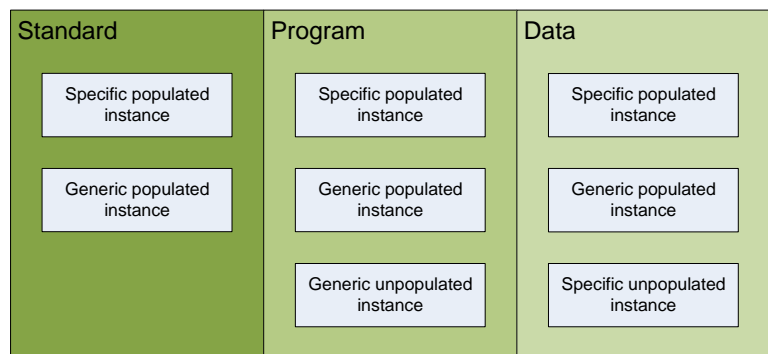 Standard
Specific populated
instance
Generic populated
instance
Program
Specific populated
instance
Generic populated
instance
Generic unpopulated
instance
Data
Specific populated
instance
Generic populated
instance
Specific unpopulated
instance